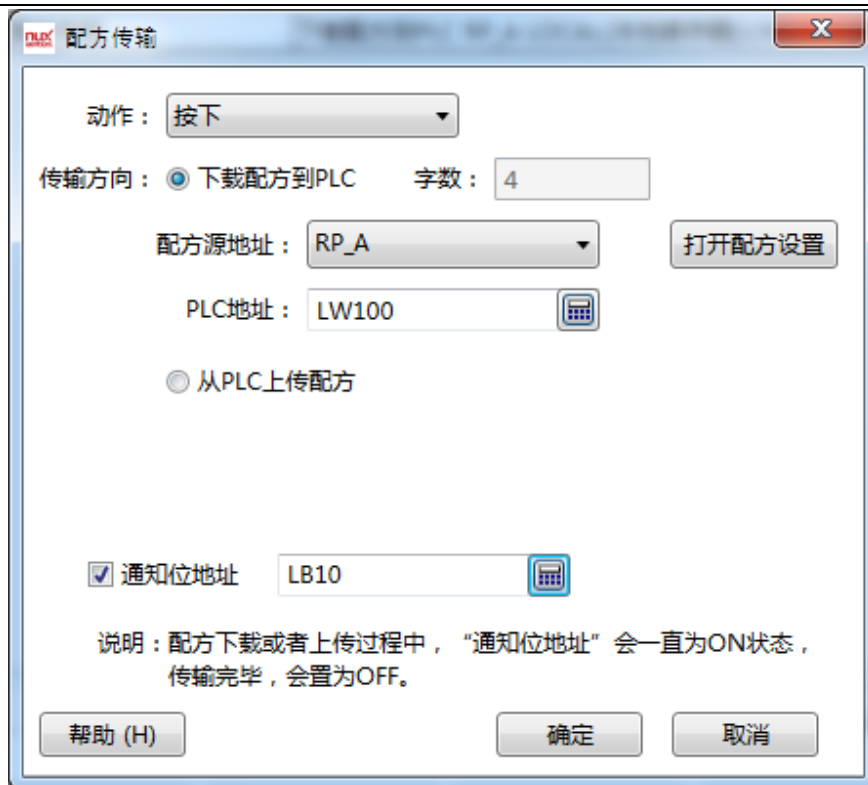 配方传输
动作： 按下
传输方向： 下载配方到PLC 字数： 4
配方源地址： RP_A 打开配方设置
PLC地址： LW100
从PLC上传配方
通知位地址 LB10
说明：配方下载或者上传过程中，“通知位地址”会一直为ON状态，
传输完毕，会置为OFF。
帮助 (H) 确定 取消